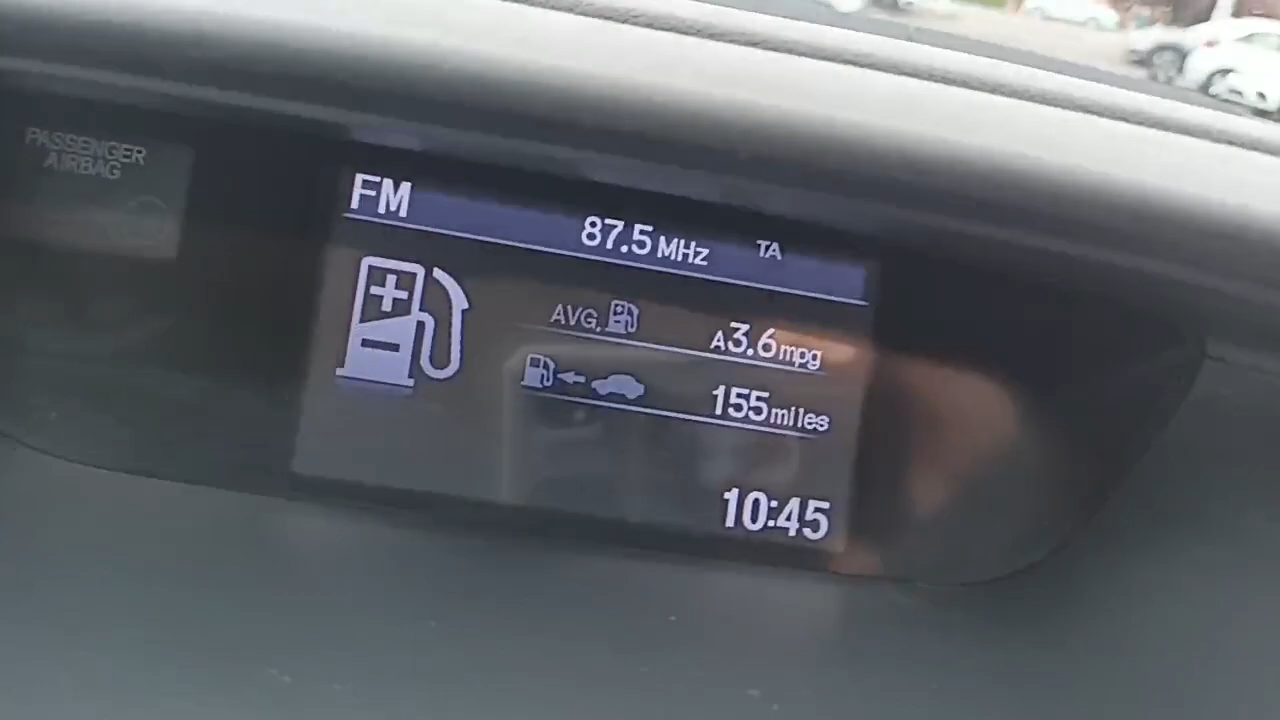 PASSENGER
AIRBAG
FM
87.5 MHz TA
AVG. A3.6 mpg
155 miles
10:45